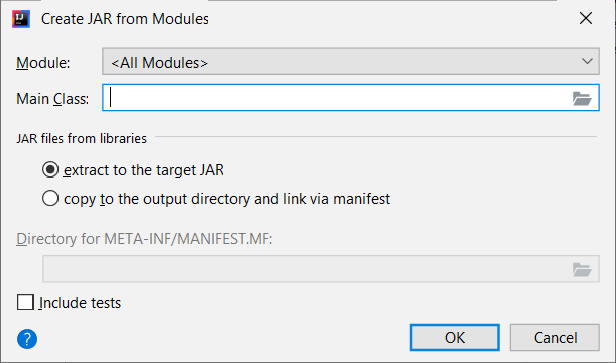 Create JAR from Modules
Module: <All Modules>
Main Class:
JAR files from libraries
extract to the target JAR
copy to the output directory and link via manifest
Directory for META-INF/MANIFEST.MF:
Include tests
? OK Cancel